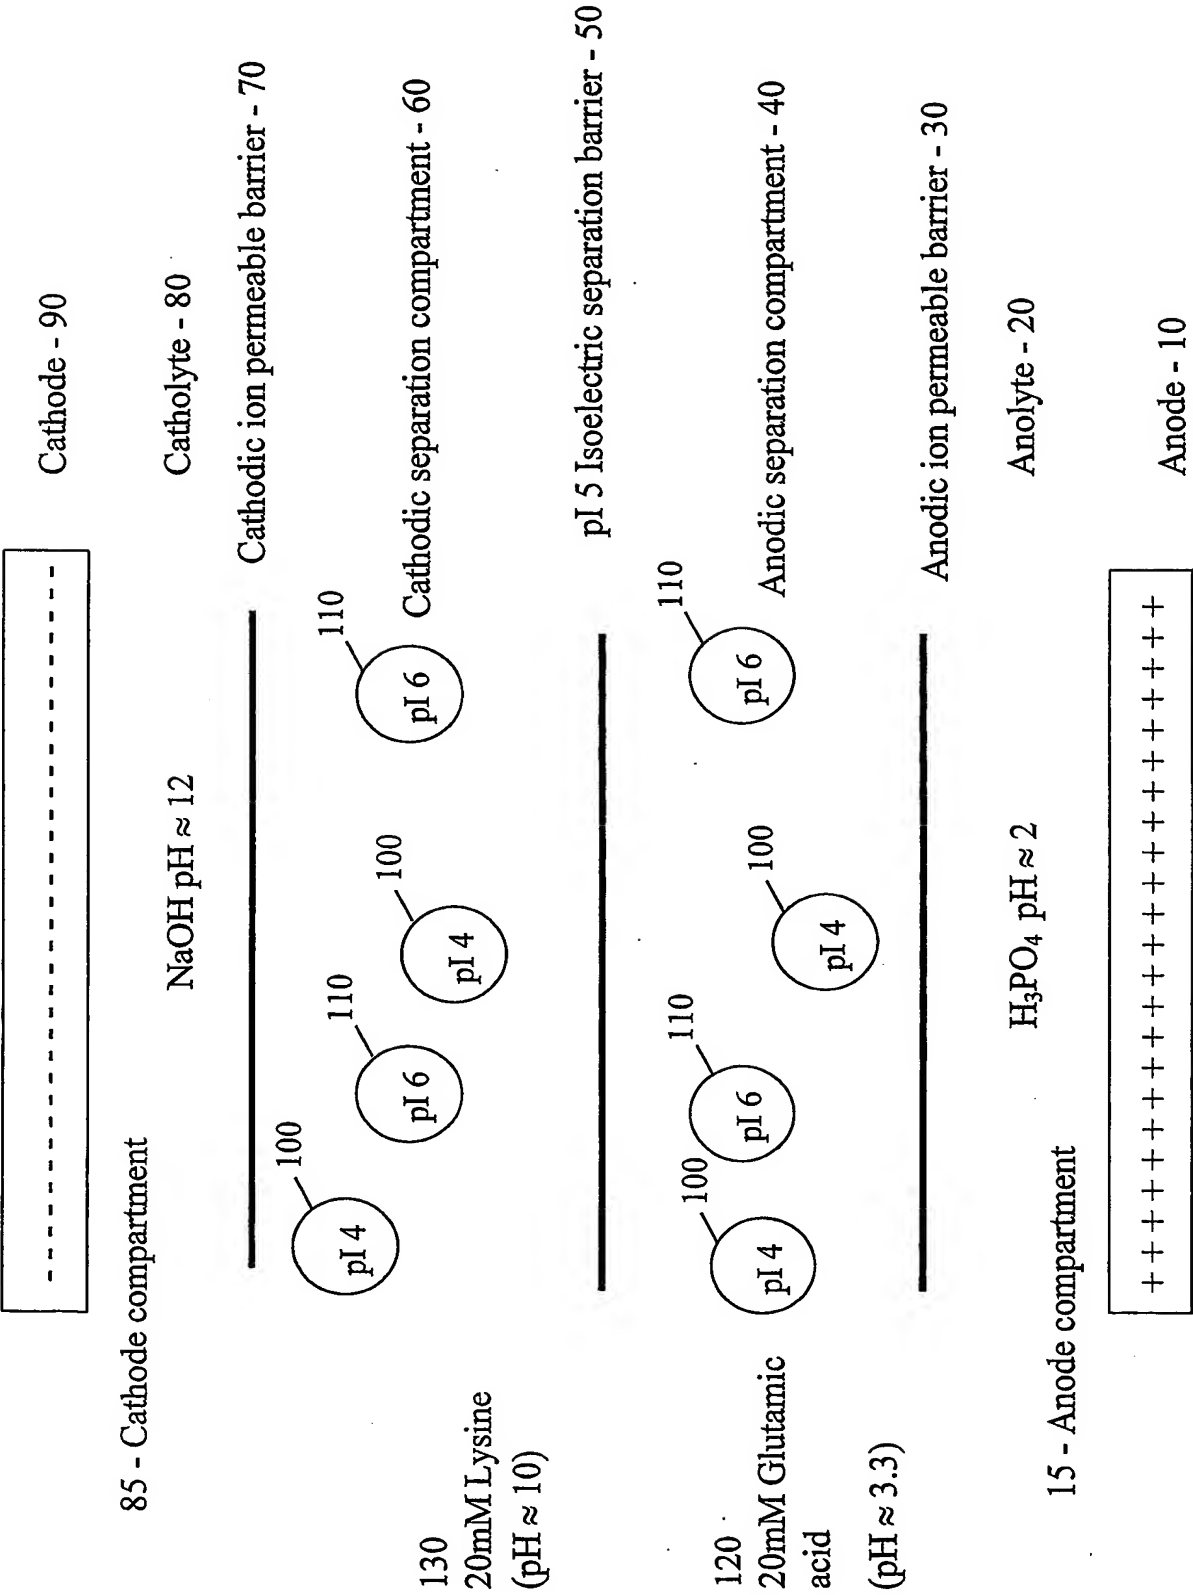 Cathode - 90
85 - Cathode compartment
NaOH pH ≈ 12
Catholyte - 80
Cathodic ion permeable barrier - 70
130
20mM Lysine
(pH ≈ 10)
100
pI 4
110
pI 6
100
pI 4
110
pI 6
Cathodic separation compartment - 60
pI 5 Isoelectric separation barrier - 50
120
20mM Glutamic
acid
(pH ≈ 3.3)
100
pI 4
110
pI 6
100
pI 4
110
pI 6
Anodic separation compartment - 40
Anodic ion permeable barrier - 30
15 - Anode compartment
H₃PO₄ pH ≈ 2
Anolyte - 20
+ + + + + + + + + + + + + + + + + + + + + + +
Anode - 10